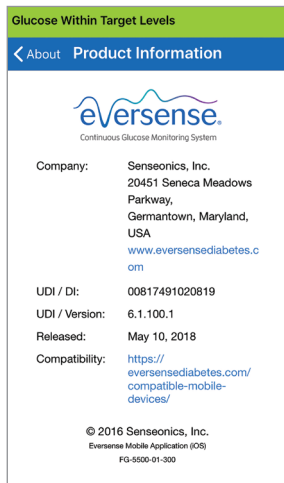 Glucose Within Target Levels
About Product Information
eversense.
Continuous Glucose Monitoring System
Company: Senseonics, Inc.
20451 Seneca Meadows
Parkway,
Germantown, Maryland,
USA
www.eversensediabetes.c
om
UDI / DI: 00817491020819
UDI / Version: 6.1.100.1
Released: May 10, 2018
Compatibility: https://
eversensediabetes.com/
compatible-mobile-
devices/
© 2016 Senseonics, Inc.
Eversense Mobile Application (iOS)
FG-5500-01-300